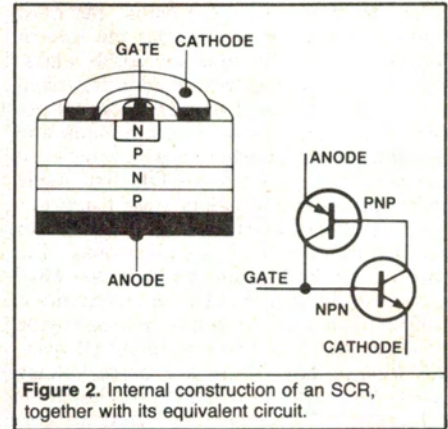 GATE CATHODE
N
P
N
P
ANODE
ANODE
PNP
GATE
NPN
CATHODE
Figure 2. Internal construction of an SCR,
together with its equivalent circuit.